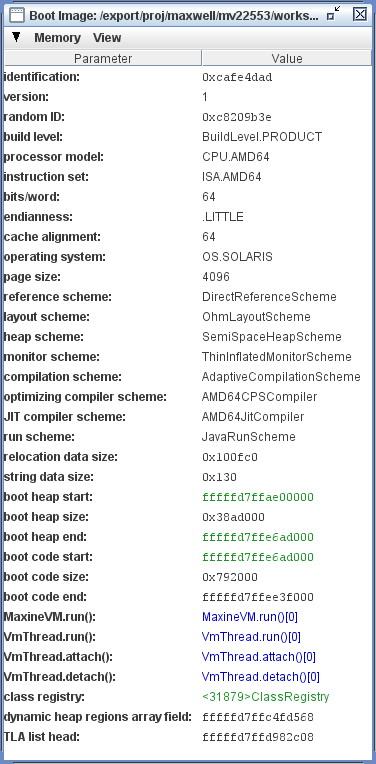 Boot Image: /export/proj/maxwell/mv22553/works...
Memory View
Parameter Value
identification: 0xcafe4dad
version: 1
random ID: 0xc8209b3e
build level: BuildLevel.PRODUCT
processor model: CPU.AMD64
instruction set: ISA.AMD64
bits/word: 64
endianness: .LITTLE
cache alignment: 64
operating system: OS.SOLARIS
page size: 4096
reference scheme: DirectReferenceScheme
layout scheme: OhmLayoutScheme
heap scheme: SemiSpaceHeapScheme
monitor scheme: ThinInflatedMonitorScheme
compilation scheme: AdaptiveCompilationScheme
optimizing compiler scheme: AMD64CPSCompiler
JIT compiler scheme: AMD64JitCompiler
run scheme: JavaRunScheme
relocation data size: 0x100fc0
string data size: 0x130
boot heap start: fffffd7ffae00000
boot heap size: 0x38ad000
boot heap end: fffffd7ffe6ad000
boot code start: fffffd7ffe6ad000
boot code size: 0x792000
boot code end: fffffd7ffee3f000
MaxineVM.run(): MaxineVM.run()[0]
VmThread.run(): VmThread.run()[0]
VmThread.attach(): VmThread.attach()[0]
VmThread.detach(): VmThread.detach()[0]
class registry: <31879>ClassRegistry
dynamic heap regions array field: fffffd7ffc4fd568
TLA list head: fffffd7ffd982c08